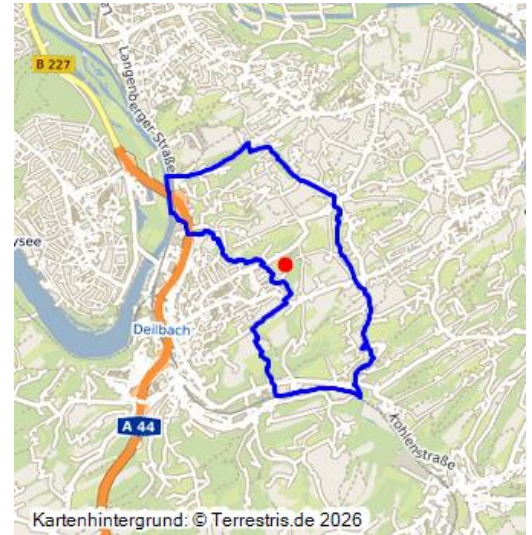 B 227
Langenberger Straße
ysee
Deilbach
A 44
Kohlenstraße
Kartenhintergrund: © Terrestris.de 2026